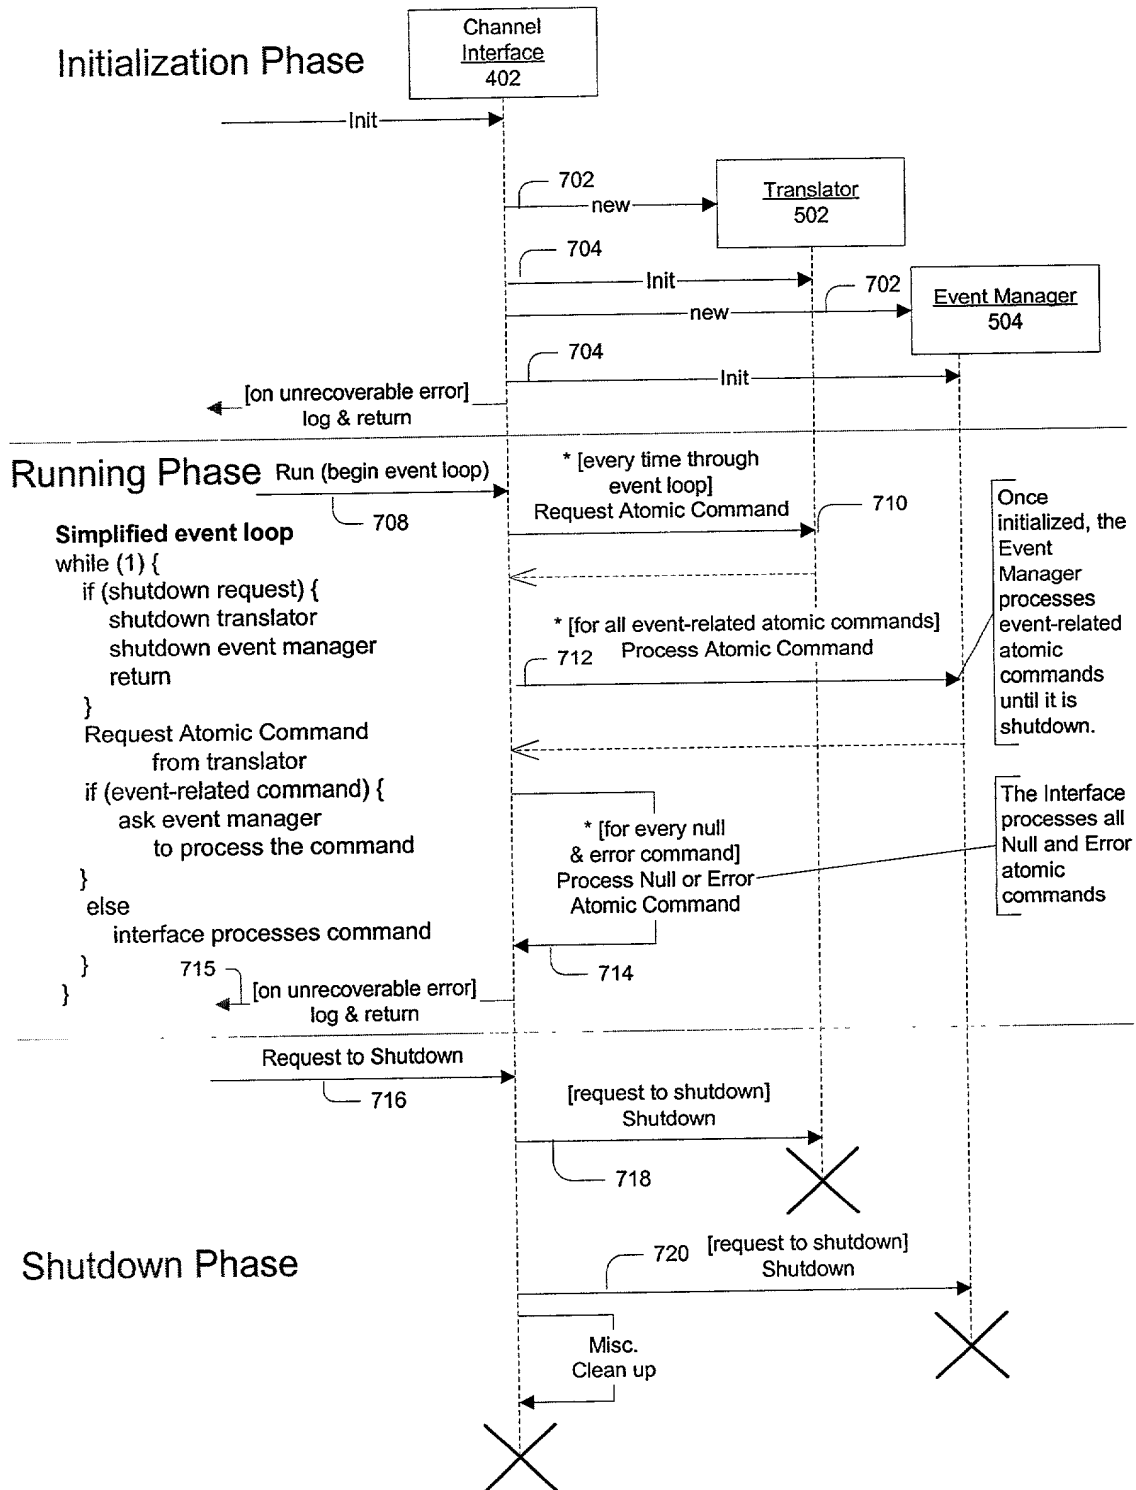 Initialization Phase
Channel
Interface
402
Init
702
new
Translator
502
704
Init
702
new
Event Manager
504
704
Init
[on unrecoverable error]
log & return
Running Phase
Run (begin event loop)
708
* [every time through
event loop]
Request Atomic Command
710
Once
initialized, the
Event
Manager
processes
event-related
atomic
commands
until it is
shutdown.
Simplified event loop
while (1) {
if (shutdown request) {
shutdown translator
shutdown event manager
return
}
Request Atomic Command
from translator
if (event-related command) {
ask event manager
to process the command
}
else
interface processes command
}
}
* [for all event-related atomic commands]
712
Process Atomic Command
* [for every null
& error command]
Process Null or Error
Atomic Command
714
The Interface
processes all
Null and Error
atomic
commands
715
[on unrecoverable error]
log & return
Request to Shutdown
716
[request to shutdown]
Shutdown
718
Shutdown Phase
720
[request to shutdown]
Shutdown
Misc.
Clean up